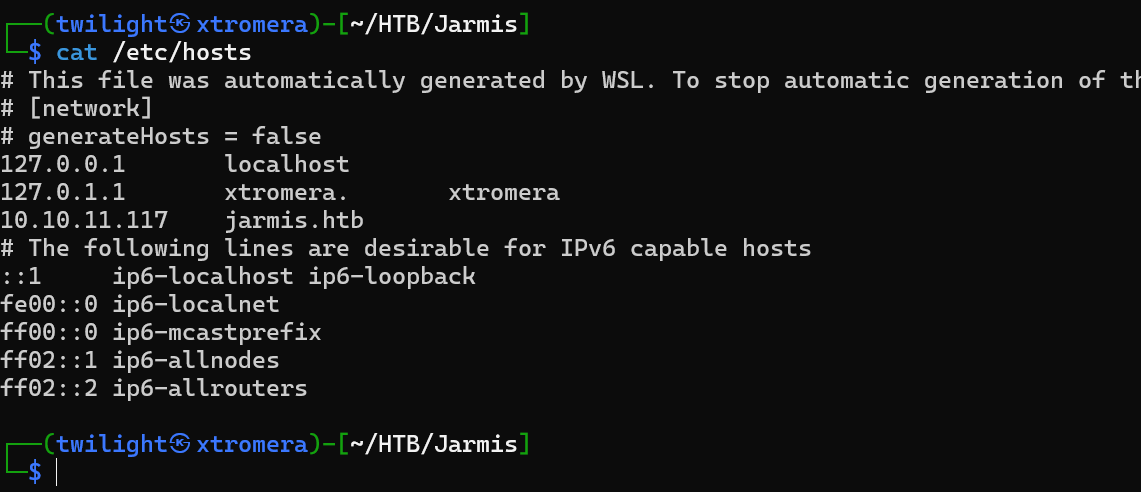 ┌──(twilight㉿xtromera)-[~/HTB/Jarmis]
└─$ cat /etc/hosts
# This file was automatically generated by WSL. To stop automatic generation of th
# [network]
# generateHosts = false
127.0.0.1       localhost
127.0.1.1       xtromera.       xtromera
10.10.11.117    jarmis.htb
# The following lines are desirable for IPv6 capable hosts
::1     ip6-localhost ip6-loopback
fe00::0 ip6-localnet
ff00::0 ip6-mcastprefix
ff02::1 ip6-allnodes
ff02::2 ip6-allrouters
┌──(twilight㉿xtromera)-[~/HTB/Jarmis]
└─$